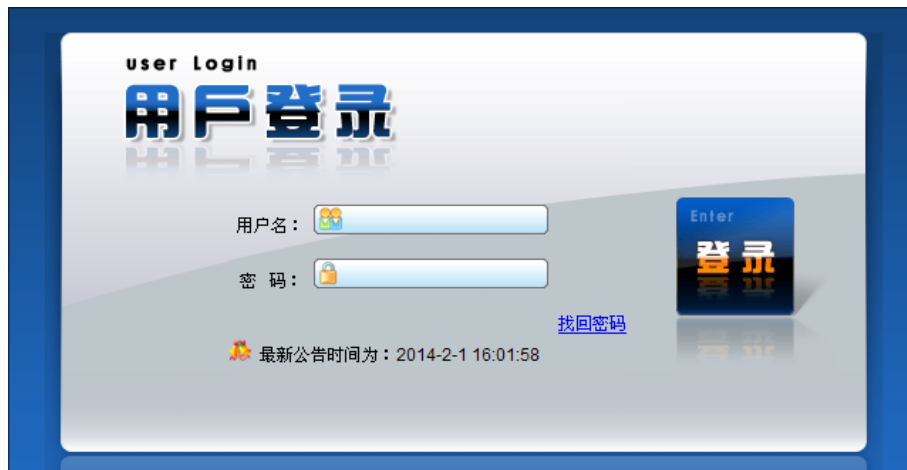 user Login
用戶登录
用户名：
Enter
登录
密 码：
找回密码
最新公告时间为：2014-2-1 16:01:58